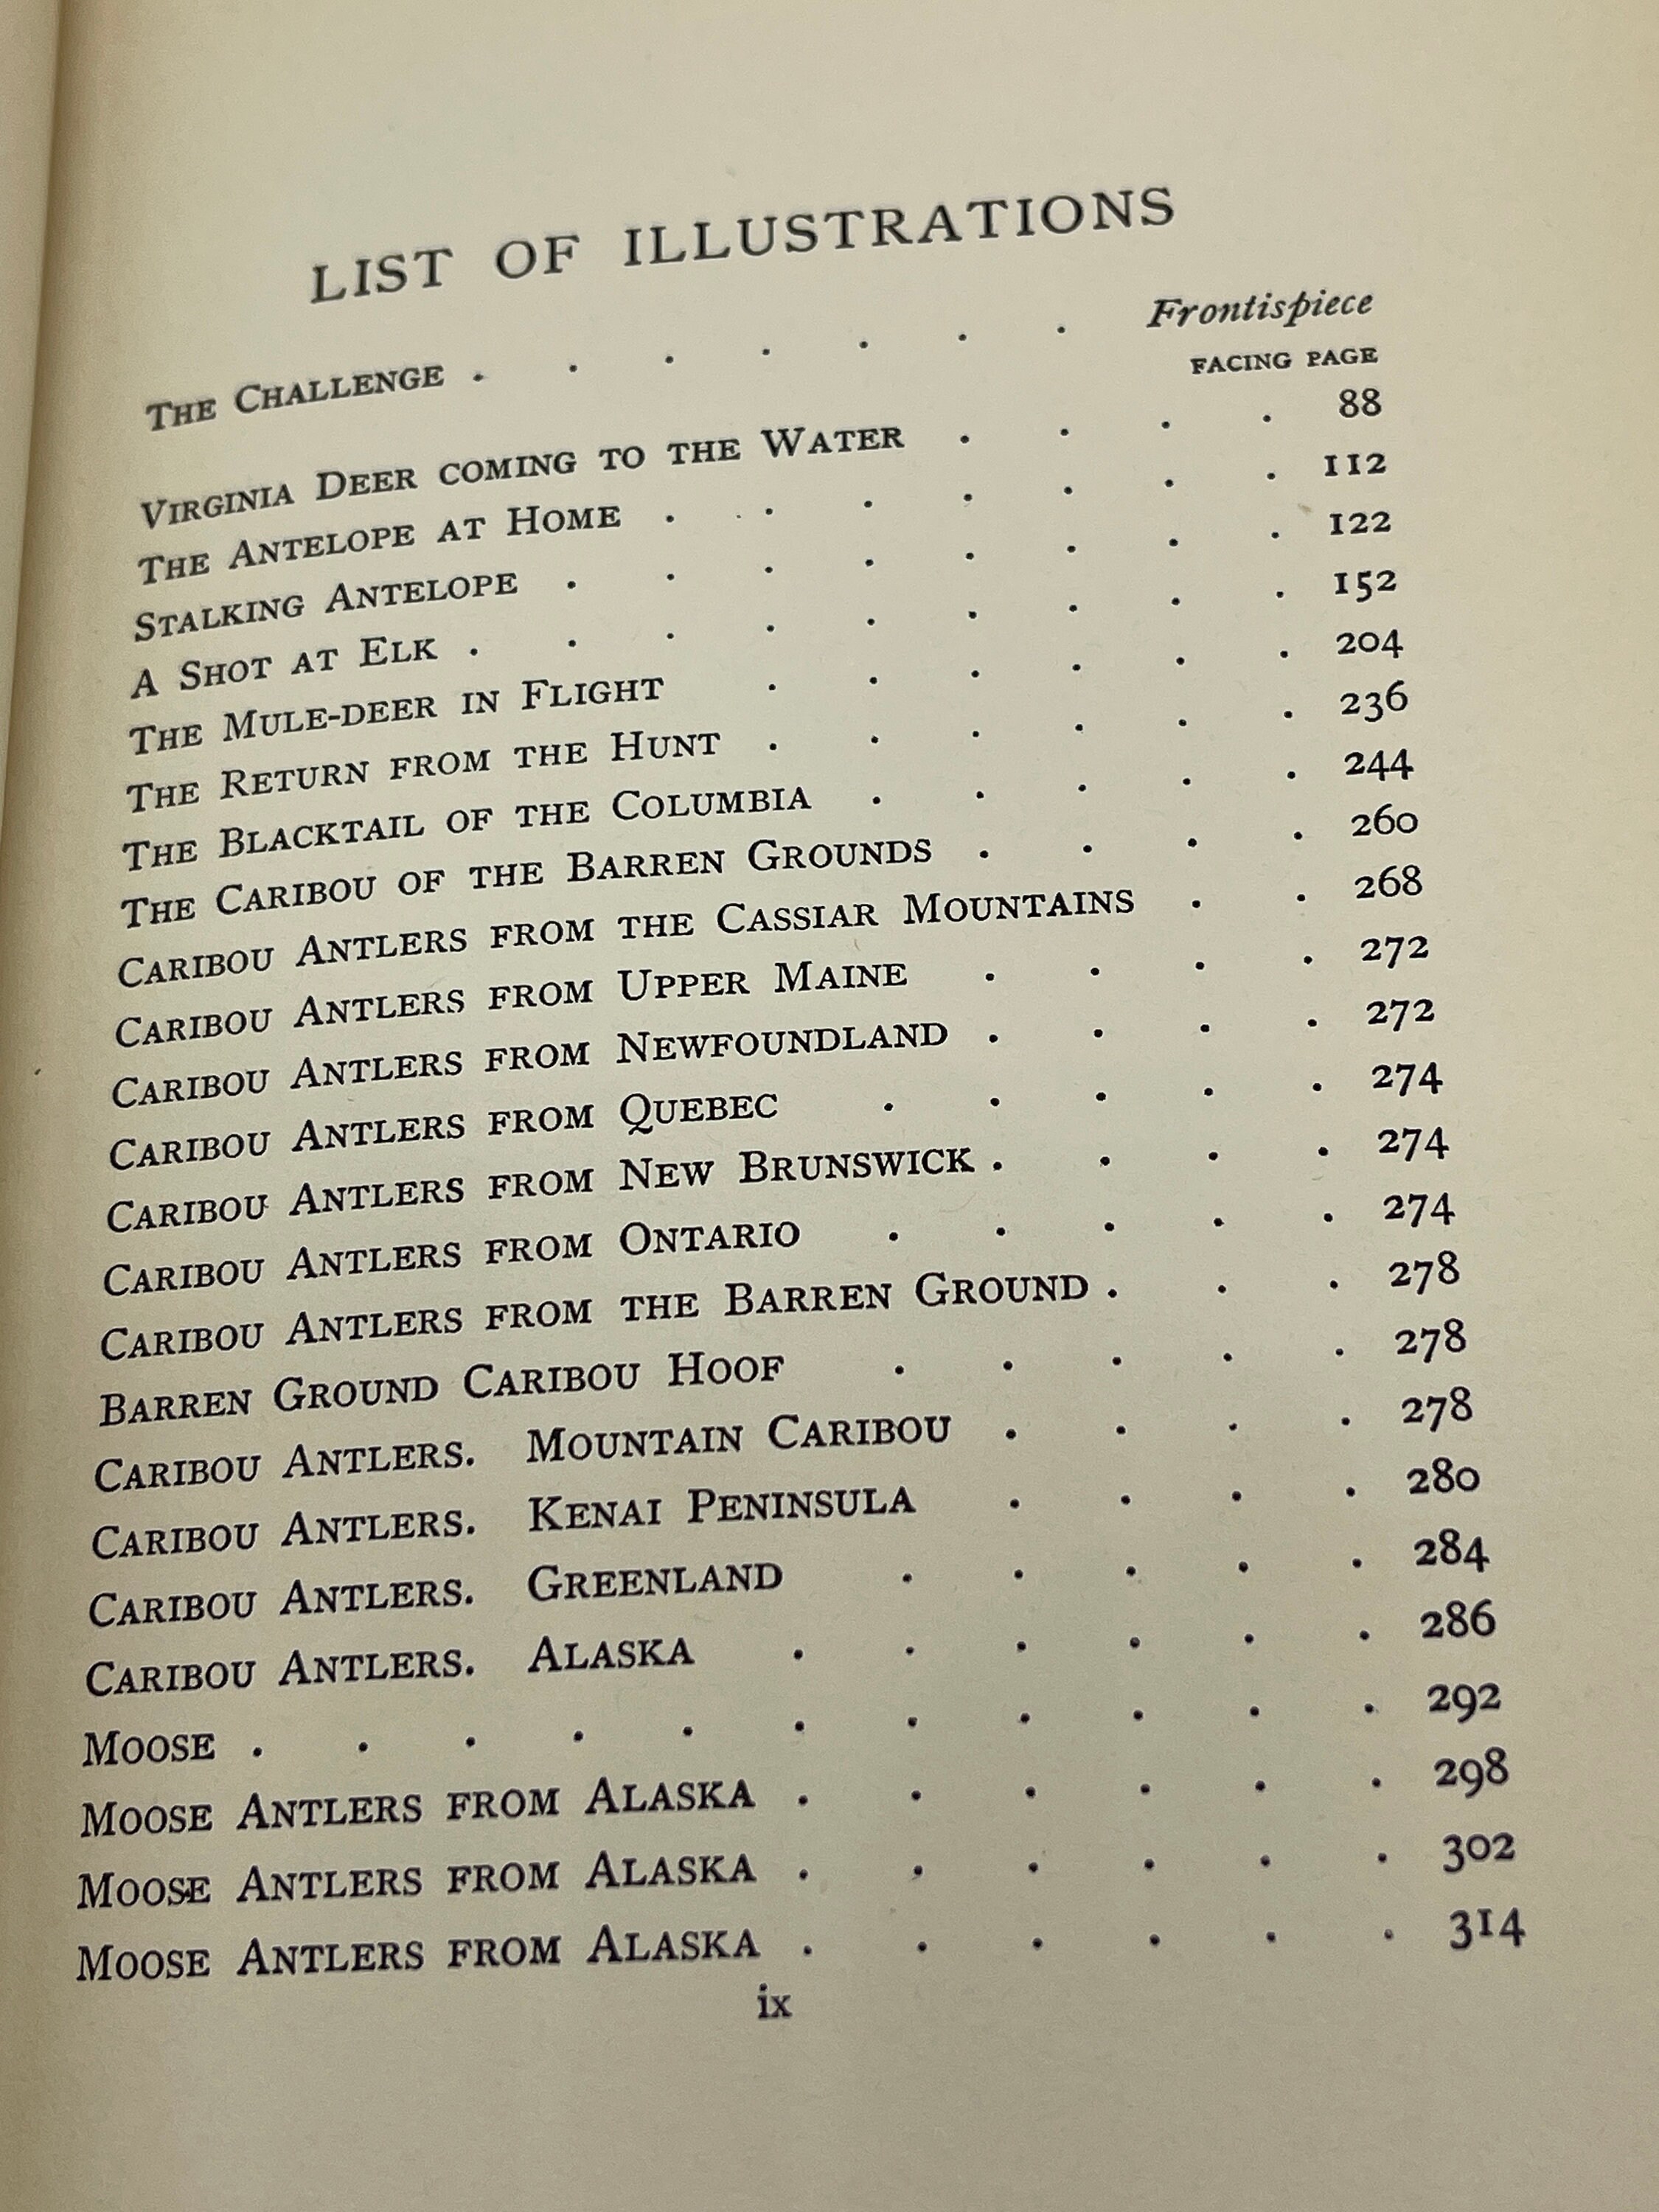 LIST OF ILLUSTRATIONS
THE CHALLENGE . . . . . . . Frontispiece
FACING PAGE
VIRGINIA DEER COMING TO THE WATER . . . . 88
THE ANTELOPE AT HOME . . . . . . . 112
STALKING ANTELOPE . . . . . . . . 122
A SHOT AT ELK . . . . . . . . . 152
THE MULE-DEER IN FLIGHT . . . . . . 204
THE RETURN FROM THE HUNT . . . . . . 236
THE BLACKTAIL OF THE COLUMBIA . . . . . 244
THE CARIBOU OF THE BARREN GROUNDS . . . . 260
CARIBOU ANTLERS FROM THE CASSIAR MOUNTAINS . . 268
CARIBOU ANTLERS FROM UPPER MAINE . . . . 272
CARIBOU ANTLERS FROM NEWFOUNDLAND . . . . 272
CARIBOU ANTLERS FROM QUEBEC . . . . . 274
CARIBOU ANTLERS FROM NEW BRUNSWICK . . . . 274
CARIBOU ANTLERS FROM ONTARIO . . . . . 274
CARIBOU ANTLERS FROM THE BARREN GROUND . . . 278
BARREN GROUND CARIBOU HOOF . . . . . 278
CARIBOU ANTLERS. MOUNTAIN CARIBOU . . . . 278
CARIBOU ANTLERS. KENAI PENINSULA . . . . 280
CARIBOU ANTLERS. GREENLAND . . . . . 284
CARIBOU ANTLERS. ALASKA . . . . . . 286
MOOSE . . . . . . . . . . . 292
MOOSE ANTLERS FROM ALASKA . . . . . . 298
MOOSE ANTLERS FROM ALASKA . . . . . . 302
MOOSE ANTLERS FROM ALASKA . . . . . . 314
ix